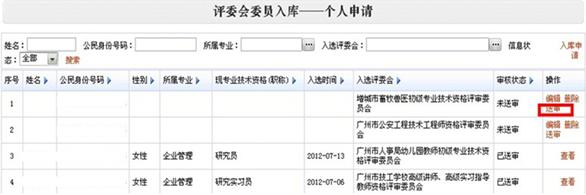 评委会委员入库——个人申请
姓名： 公民身份号码： 所属专业： ... 入选评委会： ... 信息状 入库申
态： 全部 搜索 请
序号 姓名 公民身份号码 性别 所属专业 现专业技术资格(职称) 入选时间 入选评委会 审核状态 操作
1 增城市畜牧兽医初级专业技术资格评审委 未送审 编辑 删除
员会 送审
2 广州市公安工程技术工程师资格评审委员 未送审 编辑 删除
会 送审
3 女性 企业管理 研究员 2012-07-13 广州市人事局幼儿园教师初级专业技术资 已送审 查看
格评审委员会
4 女性 企业管理 研究实习员 2012-07-06 广州市技工学校高级讲师、高级实习指导 已送审 查看
教师资格评审委员会